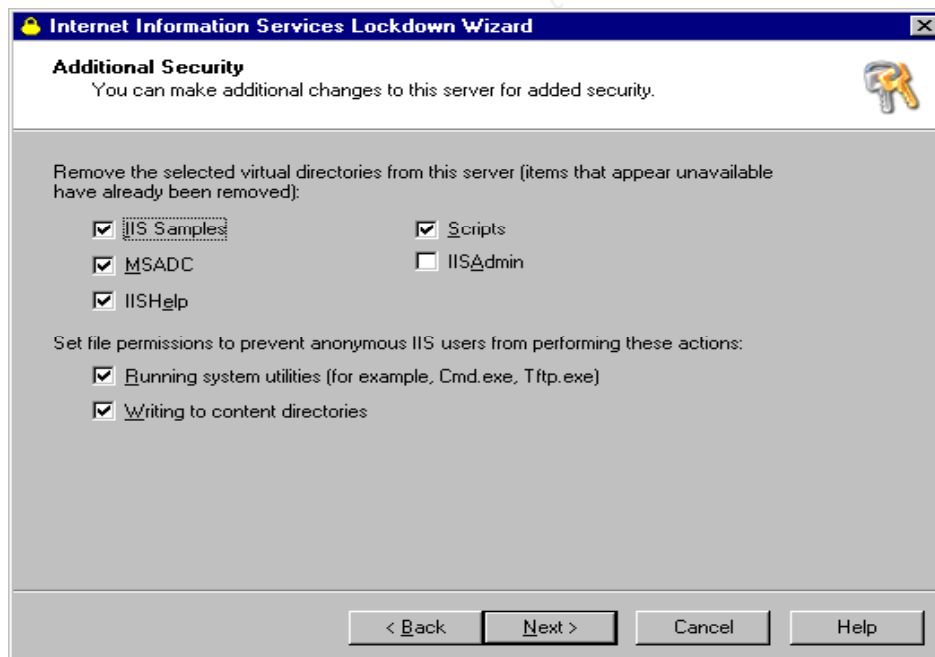 Internet Information Services Lockdown Wizard
Additional Security
You can make additional changes to this server for added security.
Remove the selected virtual directories from this server (items that appear unavailable
have already been removed):
IIS Samples
Scripts
MSADC
IISAdmin
IISHelp
Set file permissions to prevent anonymous IIS users from performing these actions:
Running system utilities (for example, Cmd.exe, Tftp.exe)
Writing to content directories
< Back
Next >
Cancel
Help